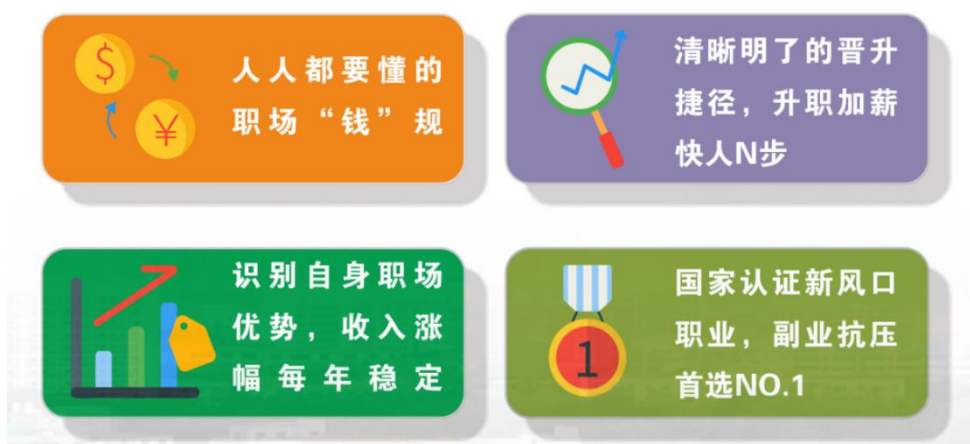 人人都要懂的
职场“钱”规
清晰明了的晋升
捷径，升职加薪
快人N步
识别自身职场
优势，收入涨
幅每年稳定
国家认证新风口
职业，副业抗压
首选NO.1
$
¥
1